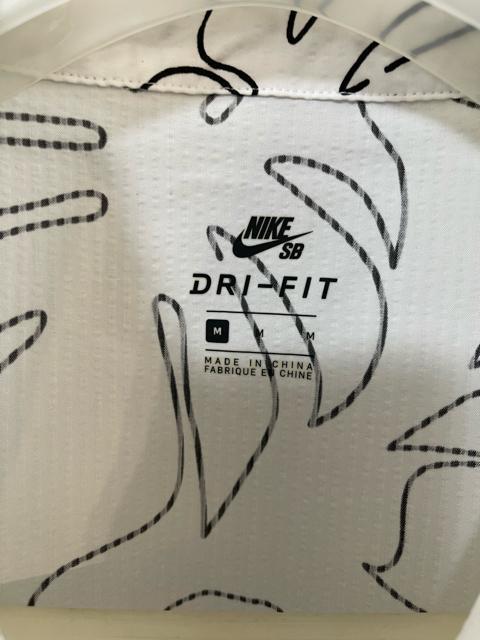 NIKE
SB
DRI-FIT
M M M
MADE IN CHINA
FABRIQUE EN CHINE